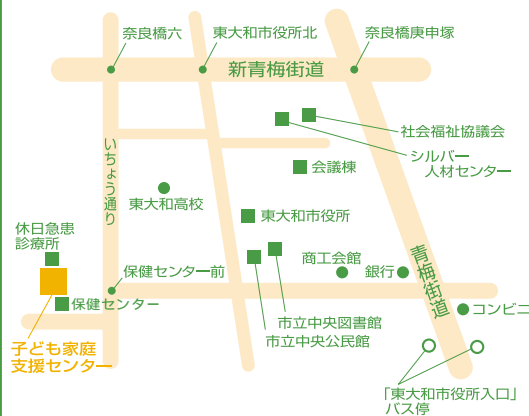 奈良橋六
東大和市役所北
奈良橋庚申塚
新青梅街道
社会福祉協議会
シルバー
人材センター
会議棟
いちょう通り
東大和高校
東大和市役所
休日急患
診療所
保健センター前
商工会館
銀行
青梅街道
保健センター
コンビニ
市立中央図書館
市立中央公民館
子ども家庭
支援センター
「東大和市役所入口」
バス停